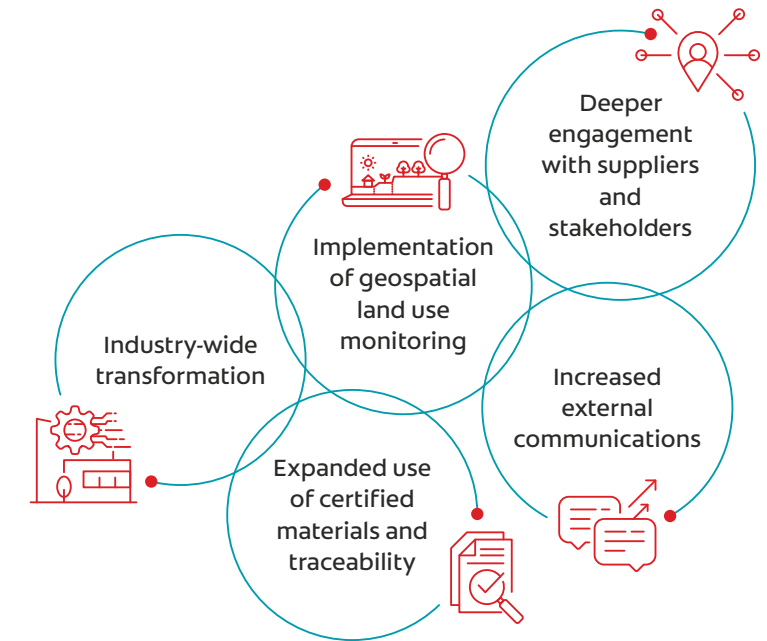 Deeper
engagement
with suppliers
and
stakeholders
Implementation
of geospatial
land use
monitoring
Industry-wide
transformation
Increased
external
communications
Expanded use
of certified
materials and
traceability